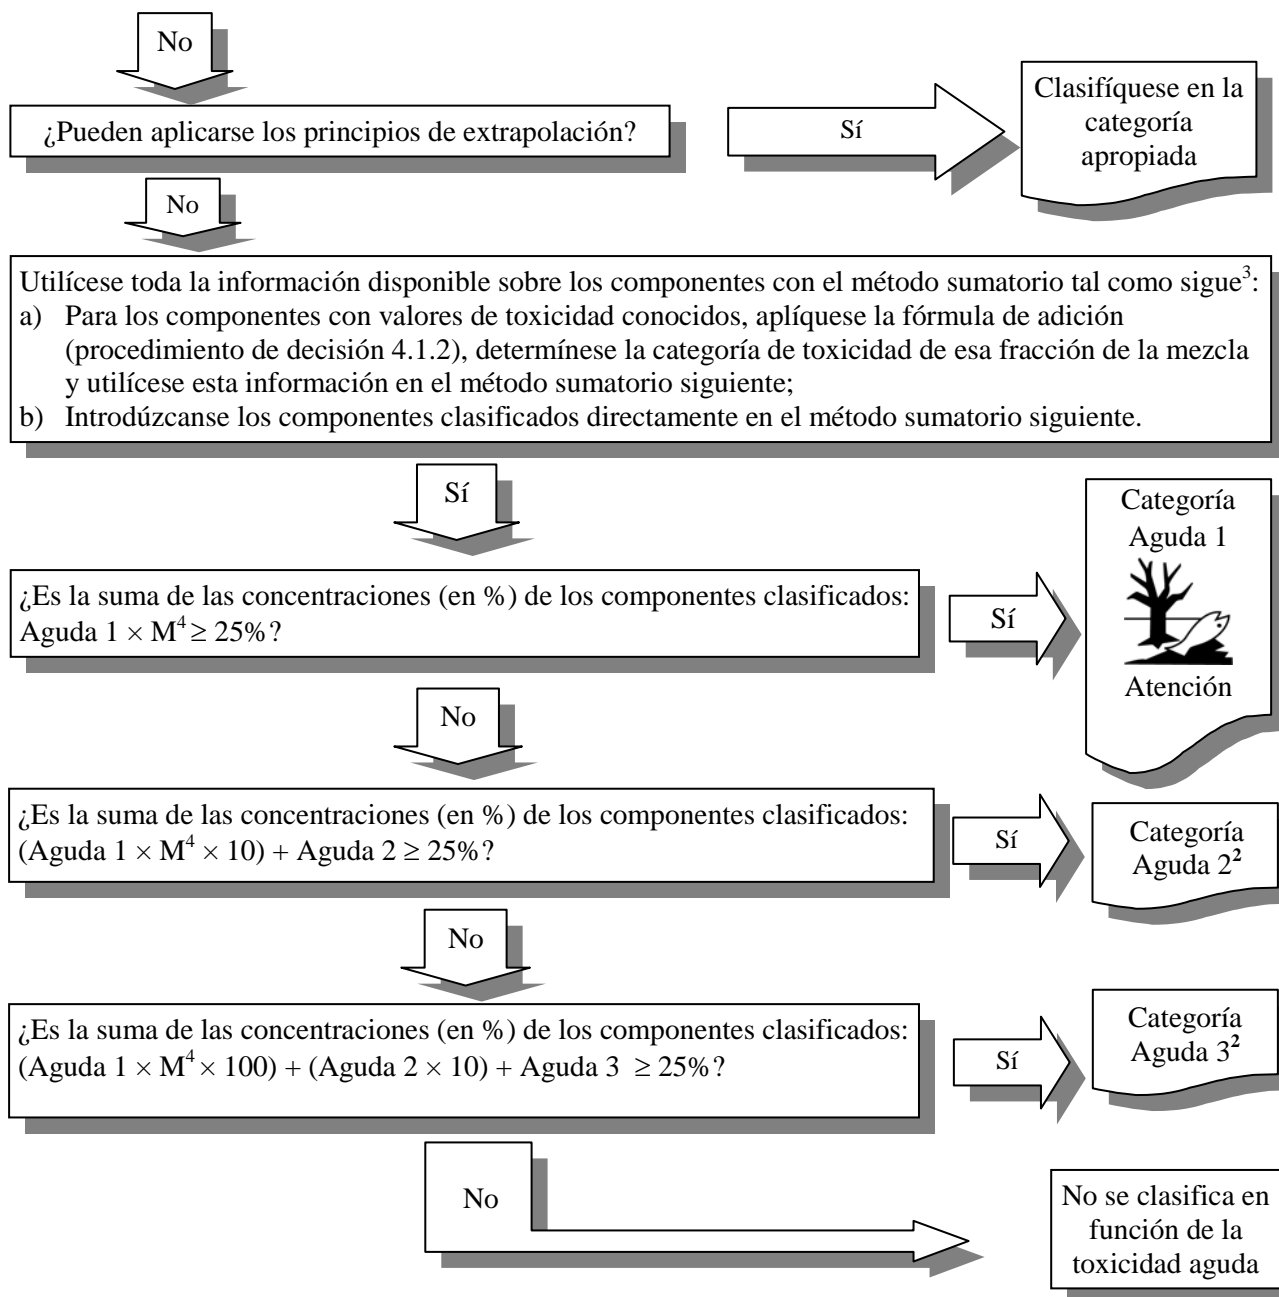 No
¿Pueden aplicarse los principios de extrapolación?
Sí
Clasifíquese en la
categoría
apropiada
No
Utilícese toda la información disponible sobre los componentes con el método sumatorio tal como sigue³:
a) Para los componentes con valores de toxicidad conocidos, aplíquese la fórmula de adición
(procedimiento de decisión 4.1.2), determínese la categoría de toxicidad de esa fracción de la mezcla
y utilícese esta información en el método sumatorio siguiente;
b) Introdúzcanse los componentes clasificados directamente en el método sumatorio siguiente.
Sí
¿Es la suma de las concentraciones (en %) de los componentes clasificados:
Aguda 1 × M⁴ ≥ 25%?
Sí
Categoría
Aguda 1
Atención
No
¿Es la suma de las concentraciones (en %) de los componentes clasificados:
(Aguda 1 × M⁴ × 10) + Aguda 2 ≥ 25%?
Sí
Categoría
Aguda 2²
No
¿Es la suma de las concentraciones (en %) de los componentes clasificados:
(Aguda 1 × M⁴ × 100) + (Aguda 2 × 10) + Aguda 3 ≥ 25%?
Sí
Categoría
Aguda 3²
No
No se clasifica en
función de la
toxicidad aguda